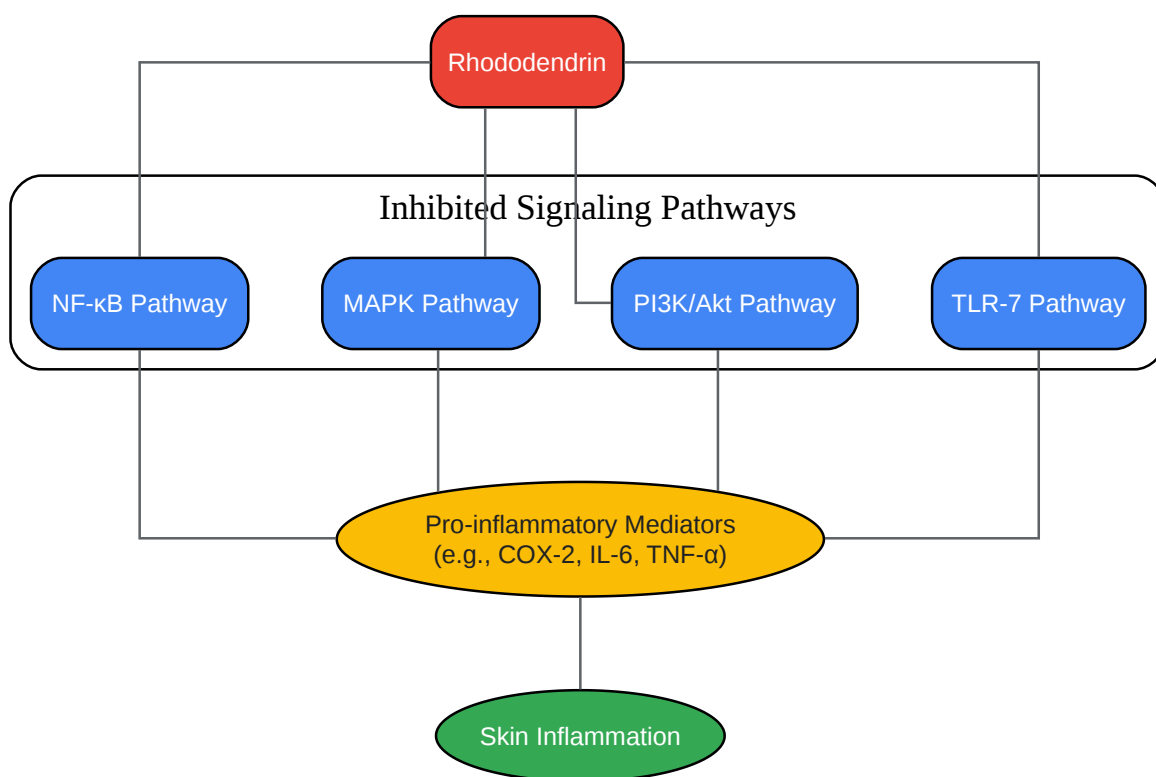 Rhododendrin
Inhibited Signaling Pathways
NF-κB Pathway
MAPK Pathway
PI3K/Akt Pathway
TLR-7 Pathway
Pro-inflammatory Mediators
(e.g., COX-2, IL-6, TNF-α)
Skin Inflammation